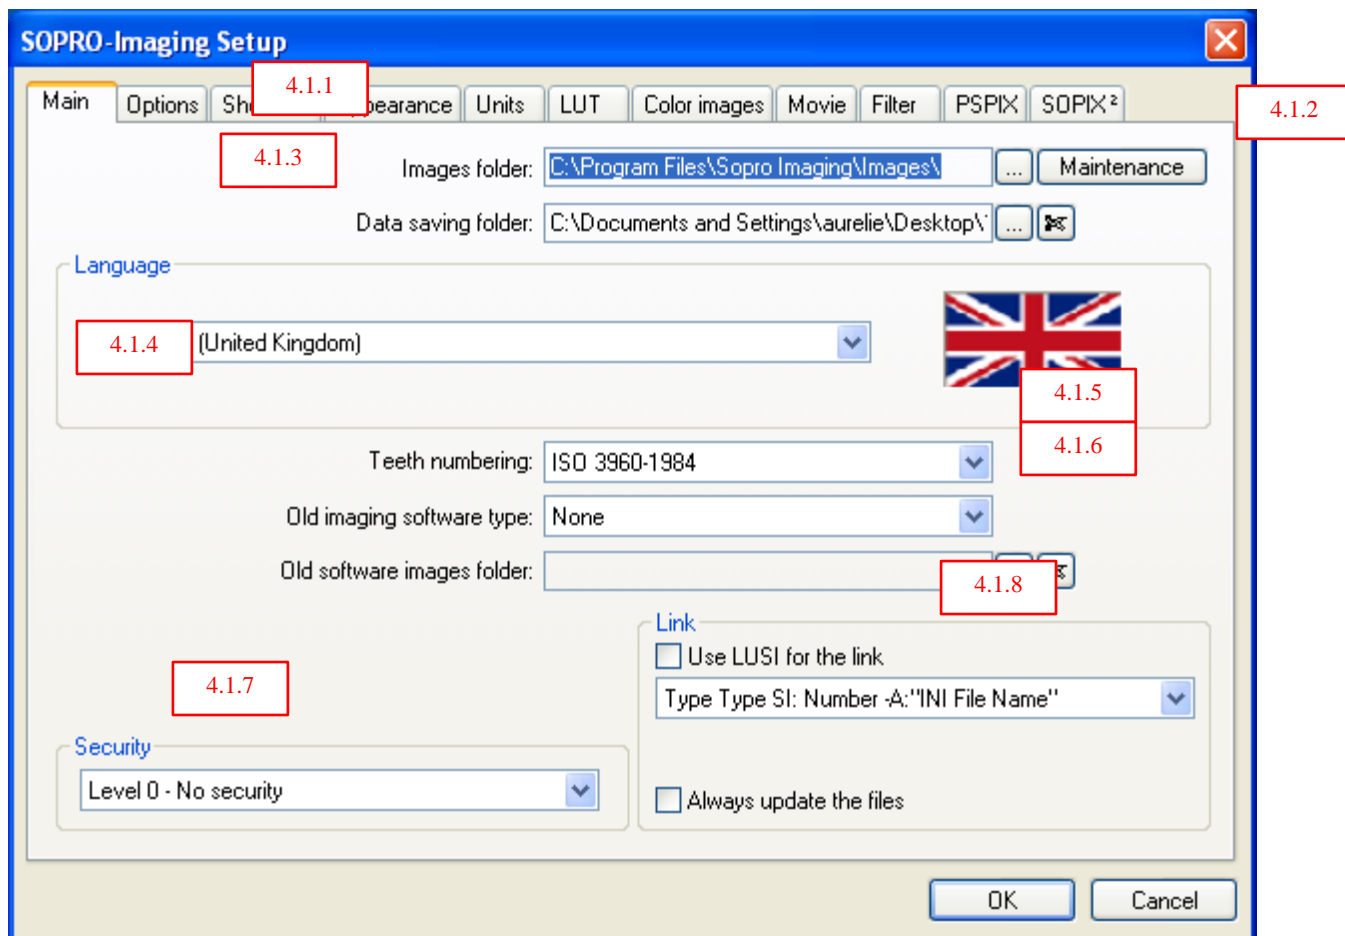 SOPRO-Imaging Setup
4.1.1
Main Options Sh ppearance Units LUT Color images Movie Filter PSPIX SOPIX²
4.1.2
4.1.3
Images folder: C:\Program Files\Sopro Imaging\Images\ ... Maintenance
Data saving folder: C:\Documents and Settings\aurelie\Desktop\ ...
Language
4.1.4 (United Kingdom)
4.1.5
4.1.6
Teeth numbering: ISO 3960-1984
Old imaging software type: None
Old software images folder:
4.1.8
Link
Use LUSI for the link
4.1.7
Type Type SI: Number -A:"INI File Name"
Security
Level 0 - No security
Always update the files
OK Cancel